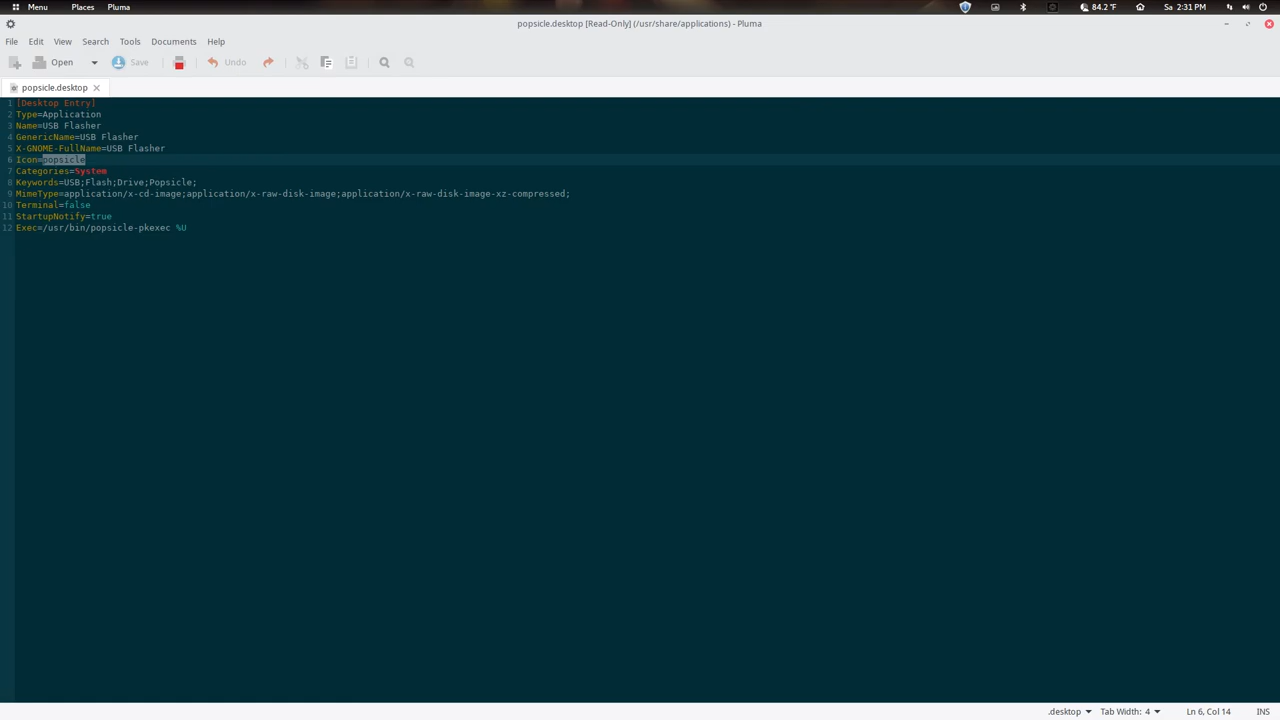 Menu Places Pluma 84.2 °F Sa 2:31 PM
popsicle.desktop [Read-Only] (/usr/share/applications) - Pluma
File Edit View Search Tools Documents Help
Open Save Undo
popsicle.desktop
1 [Desktop Entry]
2 Type=Application
3 Name=USB Flasher
4 GenericName=USB Flasher
5 X-GNOME-FullName=USB Flasher
6 Icon=popsicle
7 Categories=System
8 Keywords=USB;Flash;Drive;Popsicle;
9 MimeType=application/x-cd-image;application/x-raw-disk-image;application/x-raw-disk-image-xz-compressed;
10 Terminal=false
11 StartupNotify=true
12 Exec=/usr/bin/popsicle-pkexec %U
.desktop Tab Width: 4 Ln 6, Col 14 INS